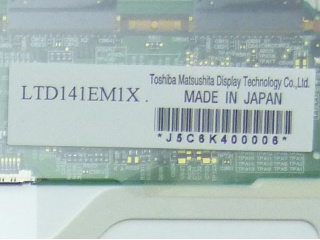 Toshiba Matsushita Display Technology Co.,Ltd.
LTD141EM1X .
MADE IN JAPAN
*J5C6K400006*